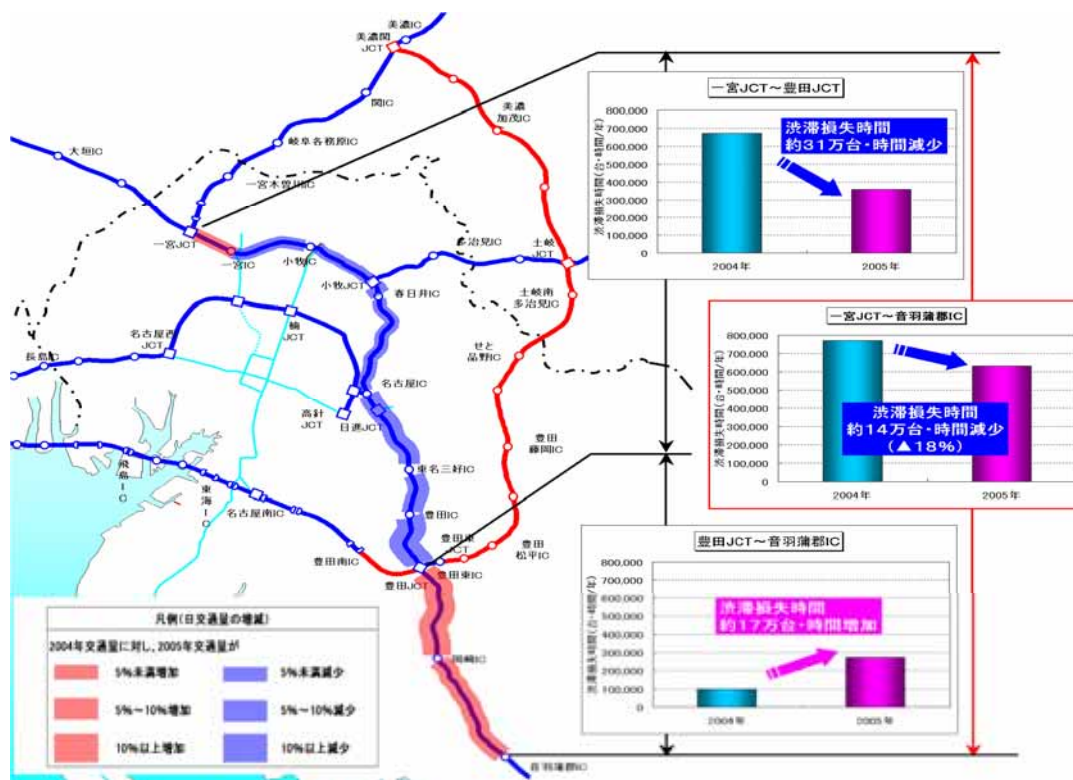 美濃IC
美濃関
JCT
関IC
美濃
加茂IC
岐阜各務原IC
大垣IC
一宮木曽川IC
一宮JCT
一宮IC
小牧IC
小牧JCT
春日井IC
多治見IC
土岐
JCT
土岐南
多治見IC
せと
品野IC
名古屋西
JCT
楠
JCT
長島IC
名古屋IC
高針
JCT
日進JCT
豊田
藤岡IC
東名三好IC
飛島IC
東海IC
名古屋南IC
豊田IC
豊田東
JCT
豊田
松平IC
豊田南IC
豊田JCT
豊田東IC
岡崎IC
音羽蒲郡IC
一宮JCT～豊田JCT
渋滞損失時間(台・時間/年)
800,000
700,000
600,000
500,000
400,000
300,000
200,000
100,000
0
渋滞損失時間
約31万台・時間減少
2004年
2005年
一宮JCT～音羽蒲郡IC
渋滞損失時間(台・時間/年)
800,000
700,000
600,000
500,000
400,000
300,000
200,000
100,000
0
渋滞損失時間
約14万台・時間減少
(▲18%)
2004年
2005年
豊田JCT～音羽蒲郡IC
渋滞損失時間(台・時間/年)
800,000
700,000
600,000
500,000
400,000
300,000
200,000
100,000
0
渋滞損失時間
約17万台・時間増加
2004年
2005年
凡例(日交通量の増減)
2004年交通量に対し、2005年交通量が
5%未満増加
5%未満減少
5%～10%増加
5%～10%減少
10%以上増加
10%以上減少